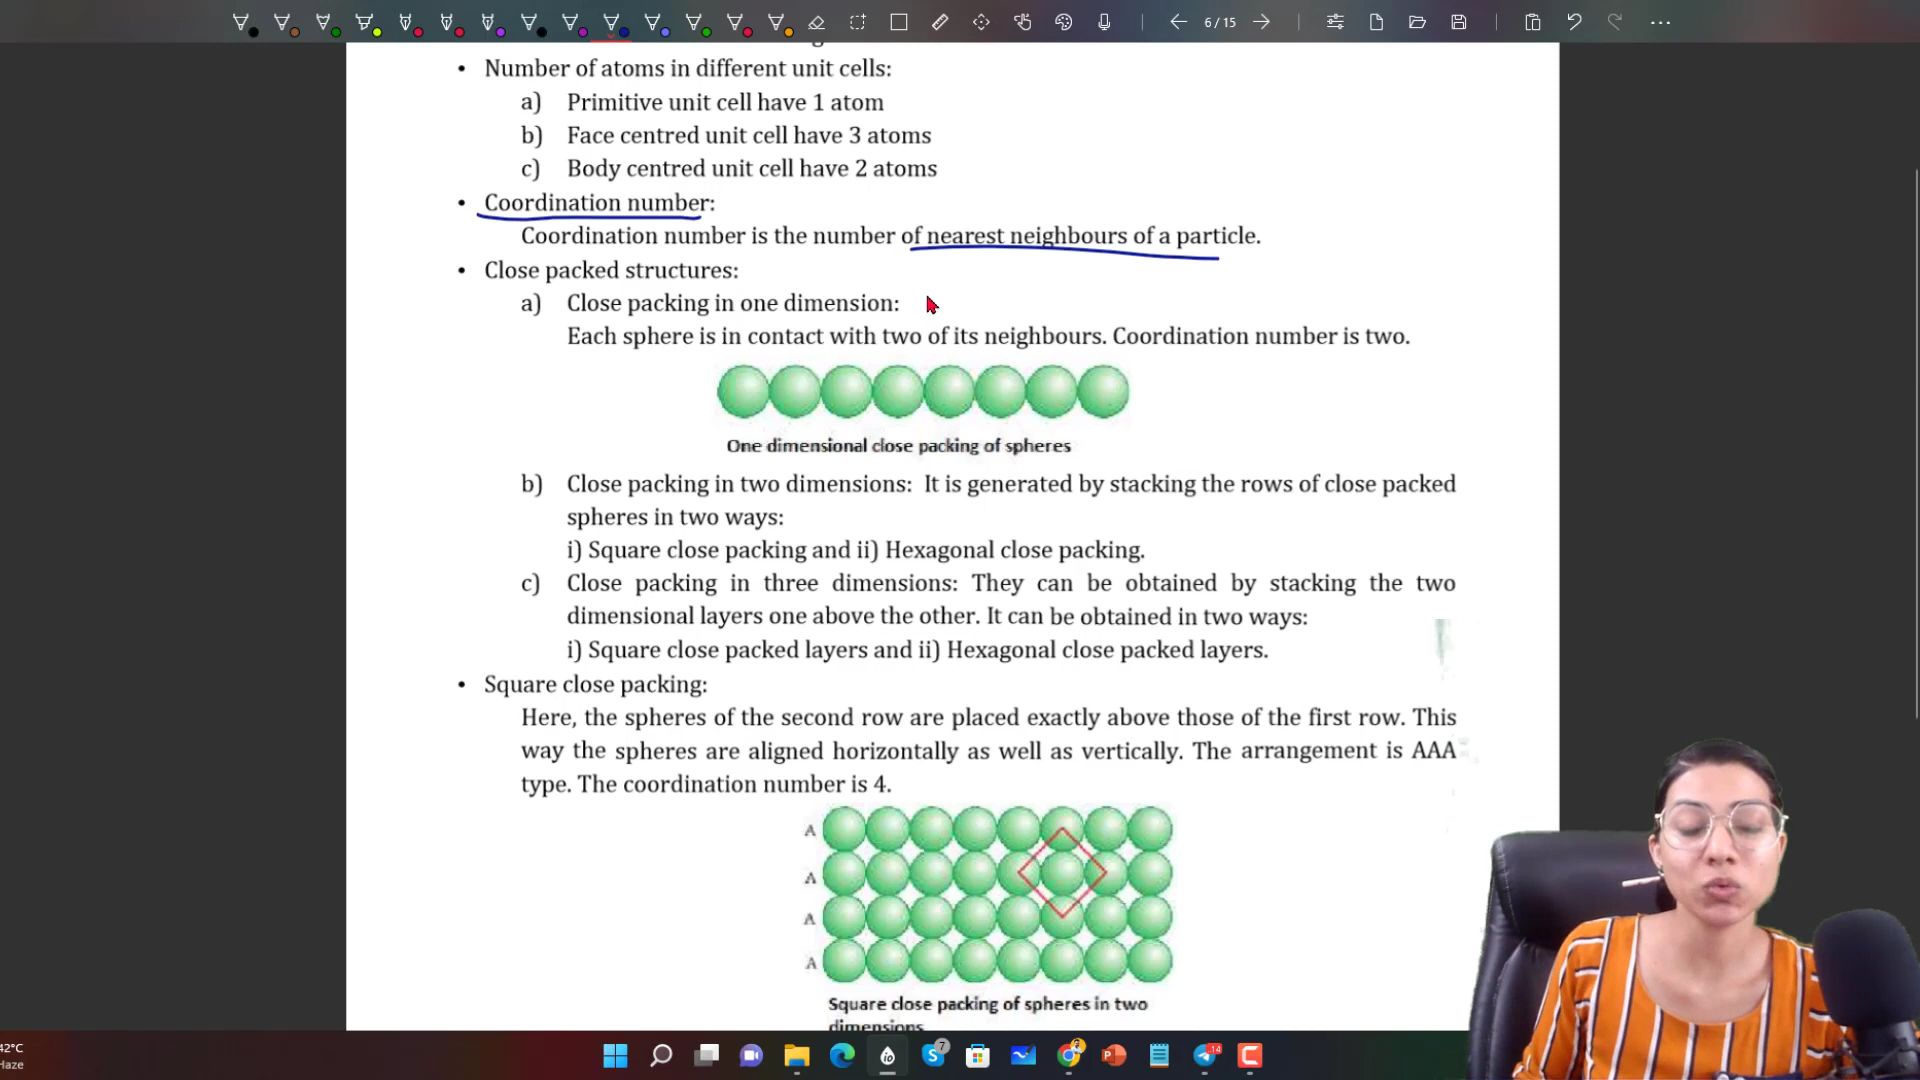 6 / 15
• Number of atoms in different unit cells:
a) Primitive unit cell have 1 atom
b) Face centred unit cell have 3 atoms
c) Body centred unit cell have 2 atoms
• Coordination number:
Coordination number is the number of nearest neighbours of a particle.
• Close packed structures:
a) Close packing in one dimension:
Each sphere is in contact with two of its neighbours. Coordination number is two.
One dimensional close packing of spheres
b) Close packing in two dimensions: It is generated by stacking the rows of close packed
spheres in two ways:
i) Square close packing and ii) Hexagonal close packing.
c) Close packing in three dimensions: They can be obtained by stacking the two
dimensional layers one above the other. It can be obtained in two ways:
i) Square close packed layers and ii) Hexagonal close packed layers.
• Square close packing:
Here, the spheres of the second row are placed exactly above those of the first row. This
way the spheres are aligned horizontally as well as vertically. The arrangement is AAA
type. The coordination number is 4.
A
A
A
A
Square close packing of spheres in two
dimensions
42°C
Haze
7
2
14